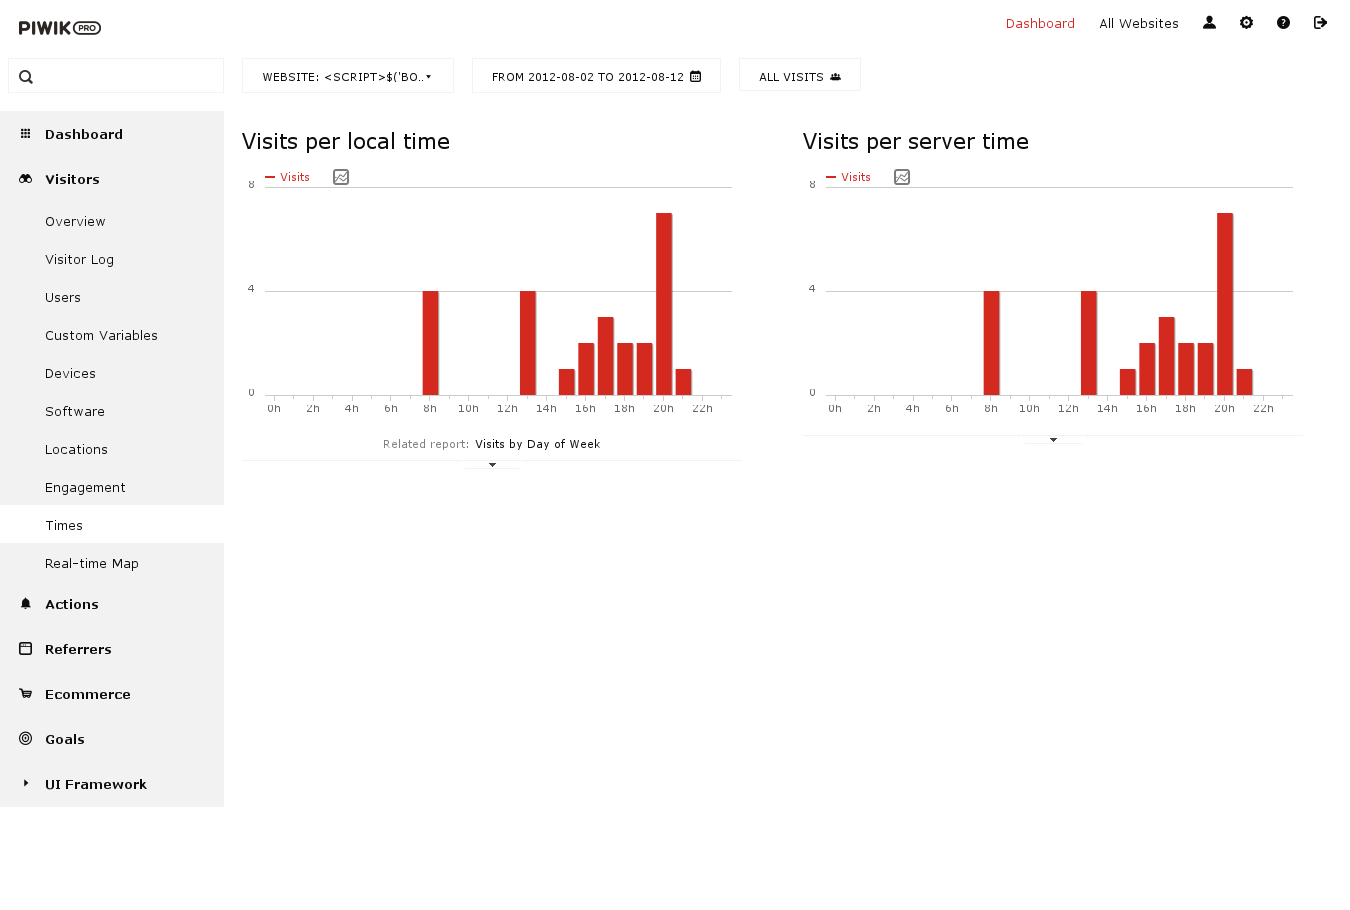 PIWIK PRO
Dashboard
All Websites
WEBSITE: <SCRIPT>$('BO..
FROM 2012-08-02 TO 2012-08-12
ALL VISITS
Dashboard
Visitors
Overview
Visitor Log
Users
Custom Variables
Devices
Software
Locations
Engagement
Times
Real-time Map
Actions
Referrers
Ecommerce
Goals
UI Framework
Visits per local time
Visits
8
4
0
0h 2h 4h 6h 8h 10h 12h 14h 16h 18h 20h 22h
Related report: Visits by Day of Week
Visits per server time
Visits
8
4
0
0h 2h 4h 6h 8h 10h 12h 14h 16h 18h 20h 22h